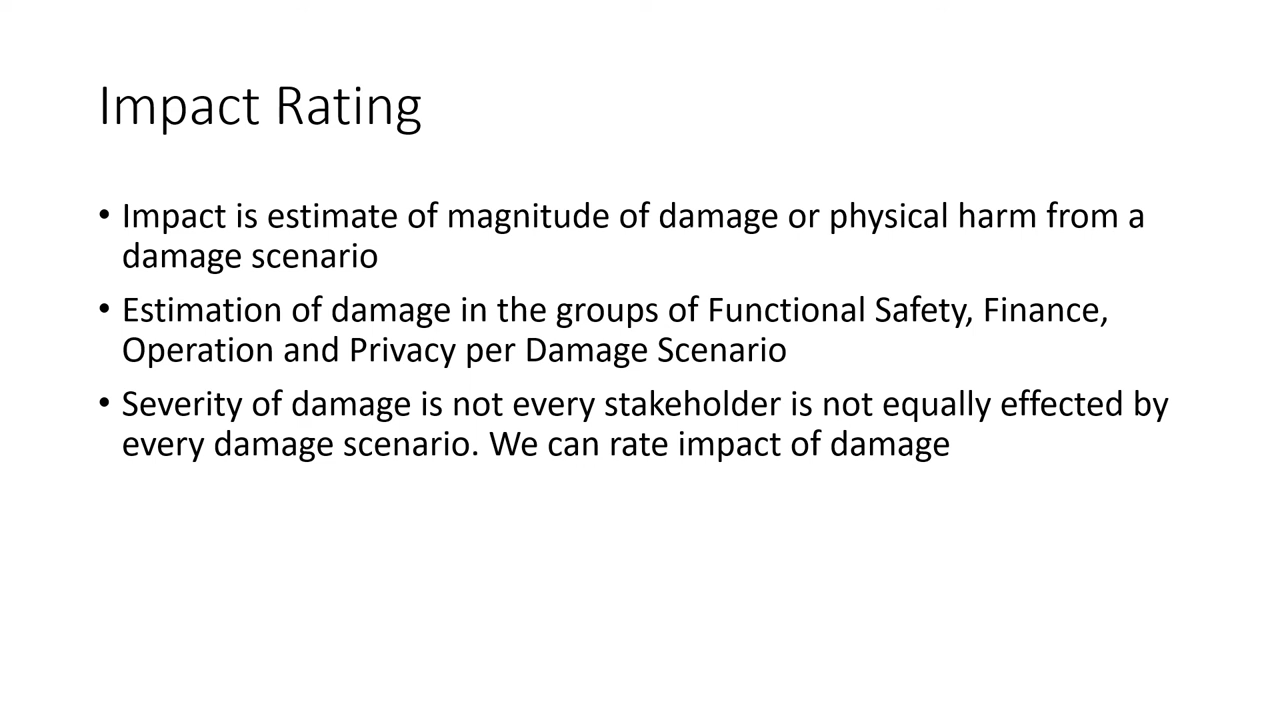 Impact Rating
• Impact is estimate of magnitude of damage or physical harm from a
damage scenario
• Estimation of damage in the groups of Functional Safety, Finance,
Operation and Privacy per Damage Scenario
• Severity of damage is not every stakeholder is not equally effected by
every damage scenario. We can rate impact of damage